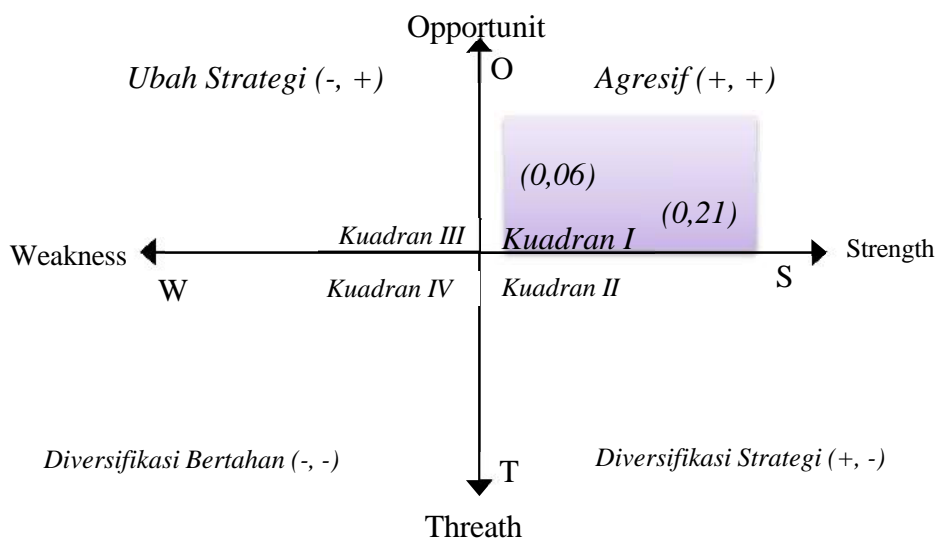 Opportunit
O
Ubah Strategi (-, +)
Agresif (+, +)
(0,06)
(0,21)
Kuadran III
Kuadran I
Weakness
Strength
W
S
Kuadran IV
Kuadran II
Diversifikasi Bertahan (-, -)
Diversifikasi Strategi (+, -)
T
Threath